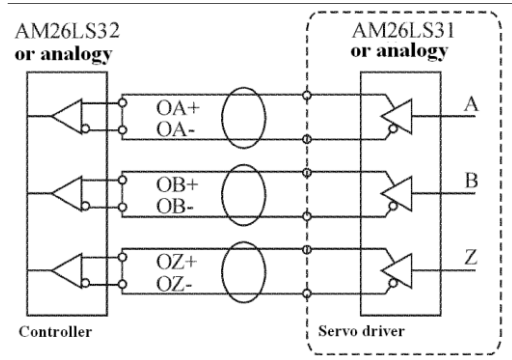 AM26LS32
or analogy
AM26LS31
or analogy
OA+
OA-
A
OB+
OB-
B
OZ+
OZ-
Z
Controller
Servo driver